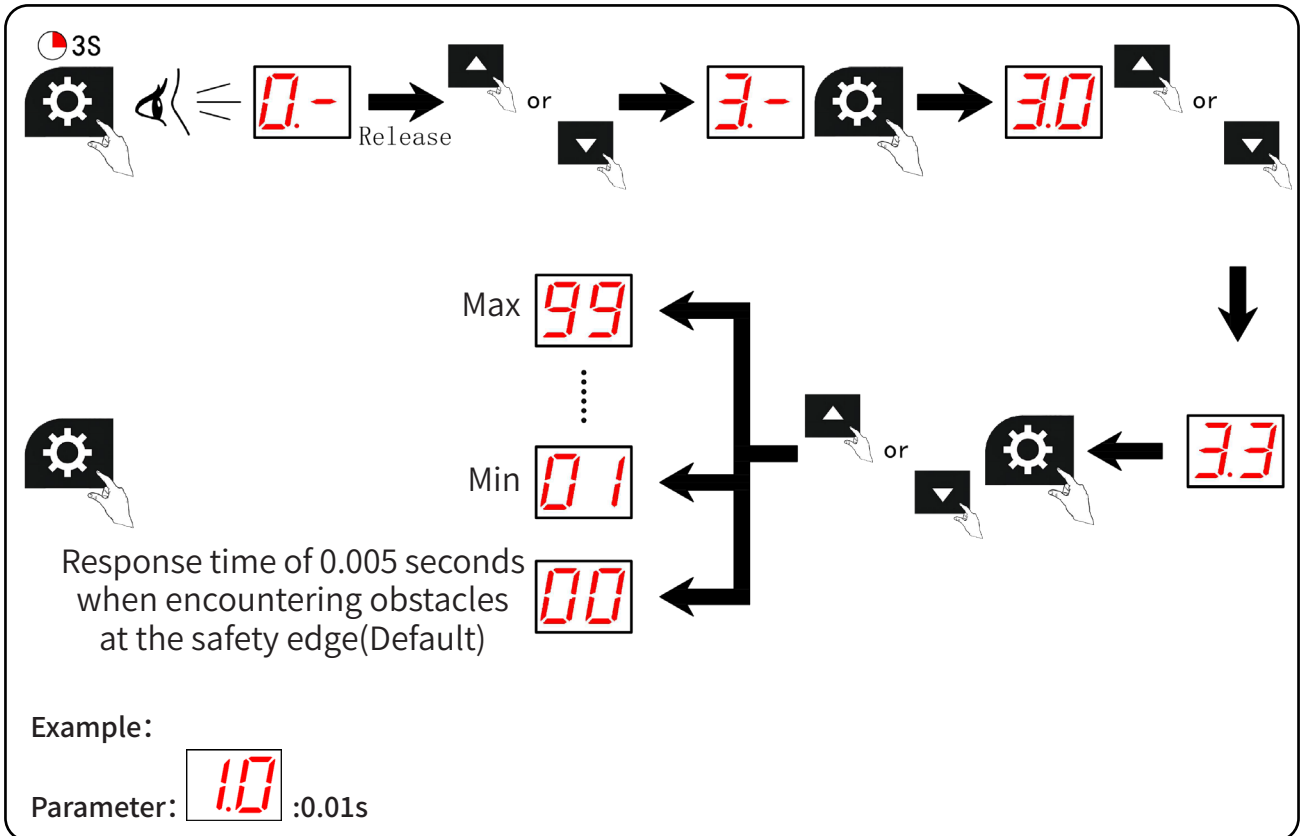 3S
0.-
Release
or
3.-
3.0
or
Max 99
Min 01
or
3.3
Response time of 0.005 seconds
when encountering obstacles
at the safety edge(Default)
00
Example:
Parameter: 1.0 :0.01s